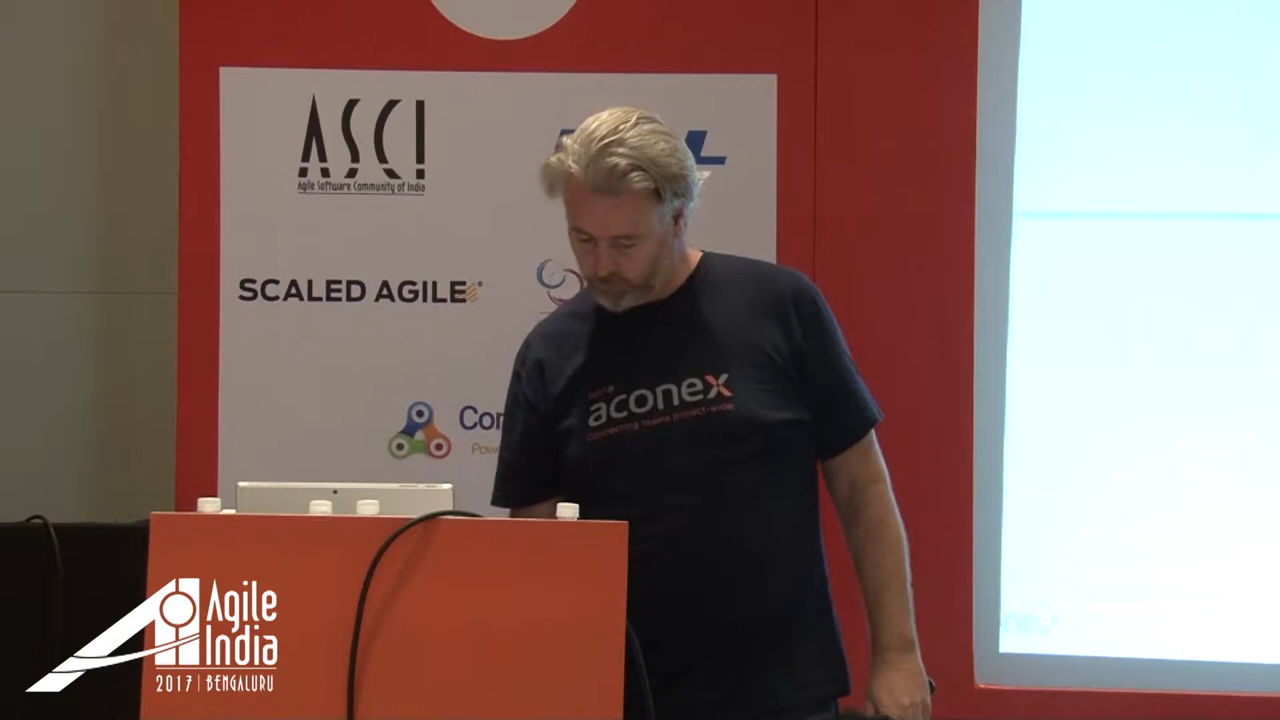 ASCI
Agile Software Community of India
SCALED AGILE
aconex
connecting teams project-wide
Agile
India
2017 | BENGALURU